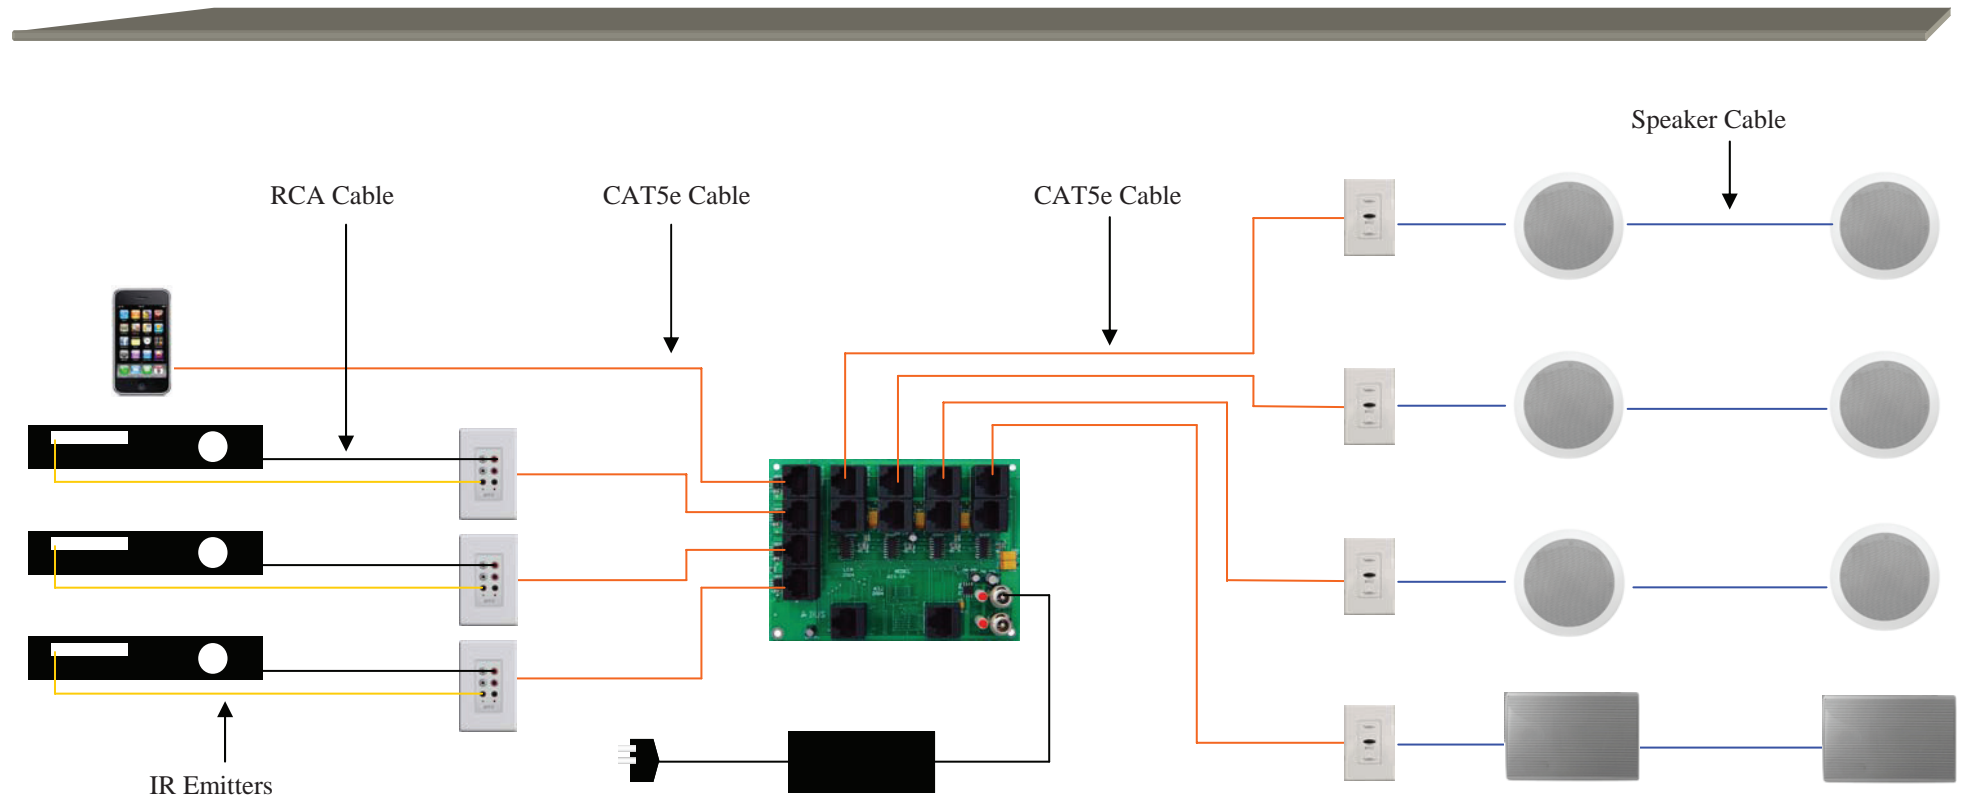 Speaker Cable
RCA Cable
CAT5e Cable
CAT5e Cable
IR Emitters